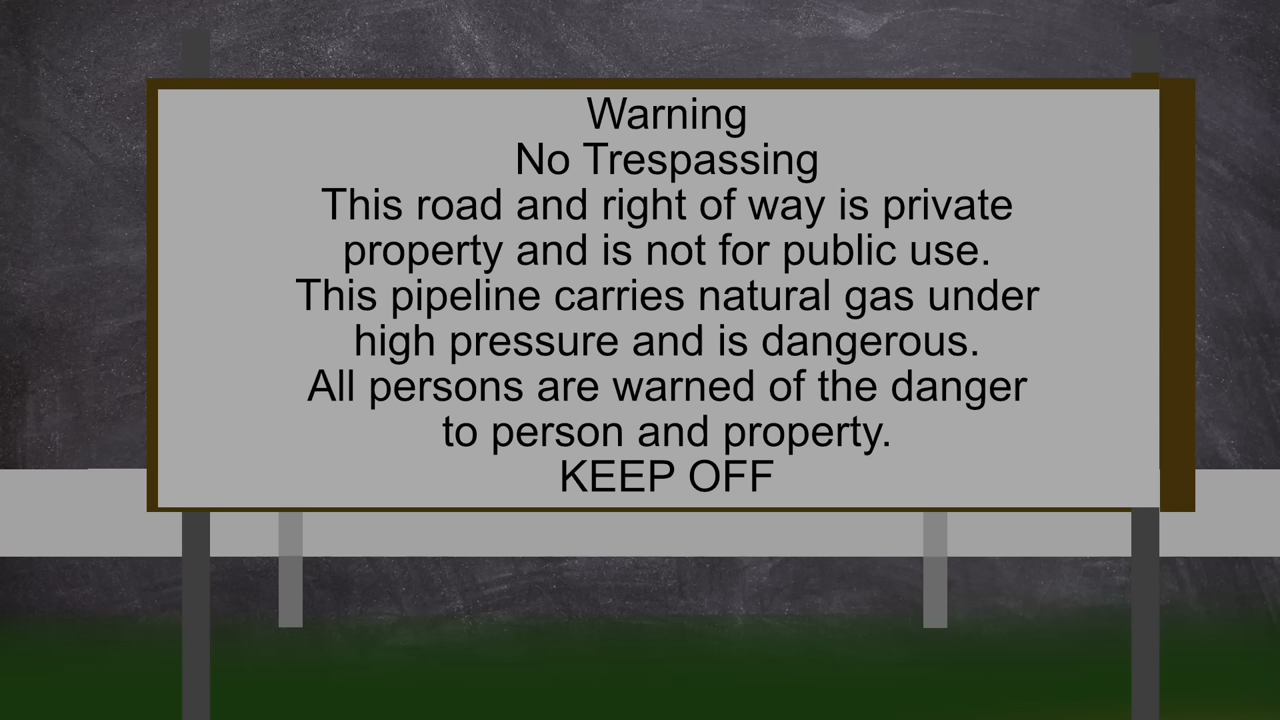 Warning
No Trespassing
This road and right of way is private
property and is not for public use.
This pipeline carries natural gas under
high pressure and is dangerous.
All persons are warned of the danger
to person and property.
KEEP OFF